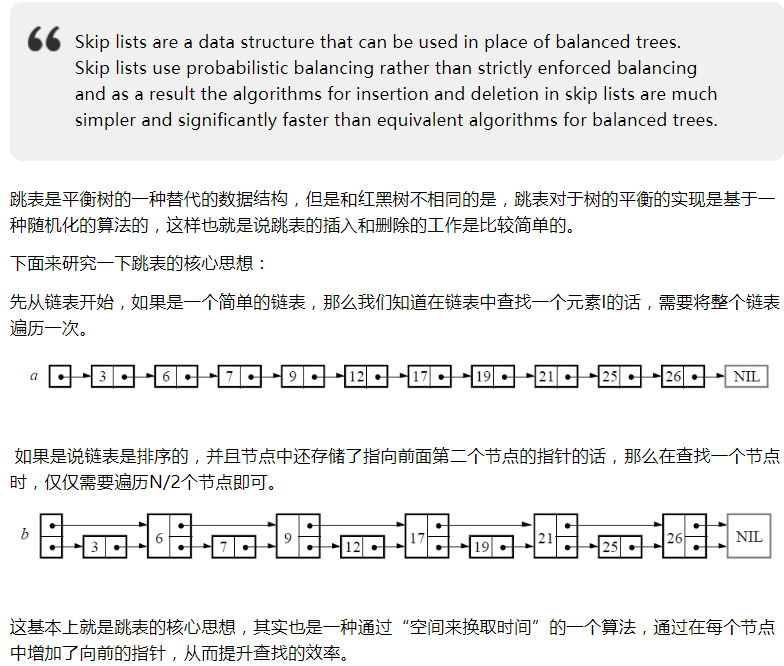 Skip lists are a data structure that can be used in place of balanced trees.
Skip lists use probabilistic balancing rather than strictly enforced balancing
and as a result the algorithms for insertion and deletion in skip lists are much
simpler and significantly faster than equivalent algorithms for balanced trees.
跳表是平衡树的一种替代的数据结构，但是和红黑树不相同的是，跳表对于树的平衡的实现是基于一
种随机化的算法的，这样也就是说跳表的插入和删除的工作是比较简单的。
下面来研究一下跳表的核心思想：
先从链表开始，如果是一个简单的链表，那么我们知道在链表中查找一个元素I的话，需要将整个链表
遍历一次。
a 3 6 7 9 12 17 19 21 25 26 NIL
如果是说链表是排序的，并且节点中还存储了指向前面第二个节点的指针的话，那么在查找一个节点
时，仅仅需要遍历N/2个节点即可。
b 3 6 7 9 12 17 19 21 25 26 NIL
这基本上就是跳表的核心思想，其实也是一种通过“空间来换取时间”的一个算法，通过在每个节点
中增加了向前的指针，从而提升查找的效率。